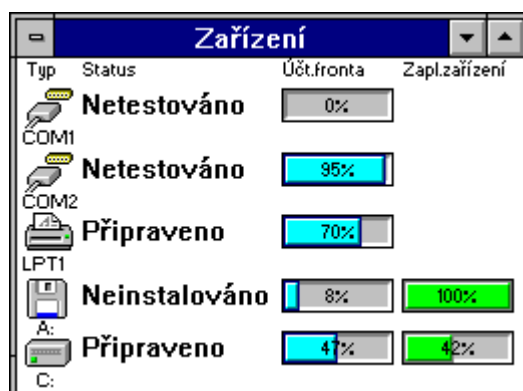 Zařízení
Typ Status Účt.fronta Zapl.zařízení
Netestováno 0%
COM1
Netestováno 95%
COM2
Připraveno 70%
LPT1
Neinstalováno 8% 100%
A:
Připraveno 47% 42%
C: